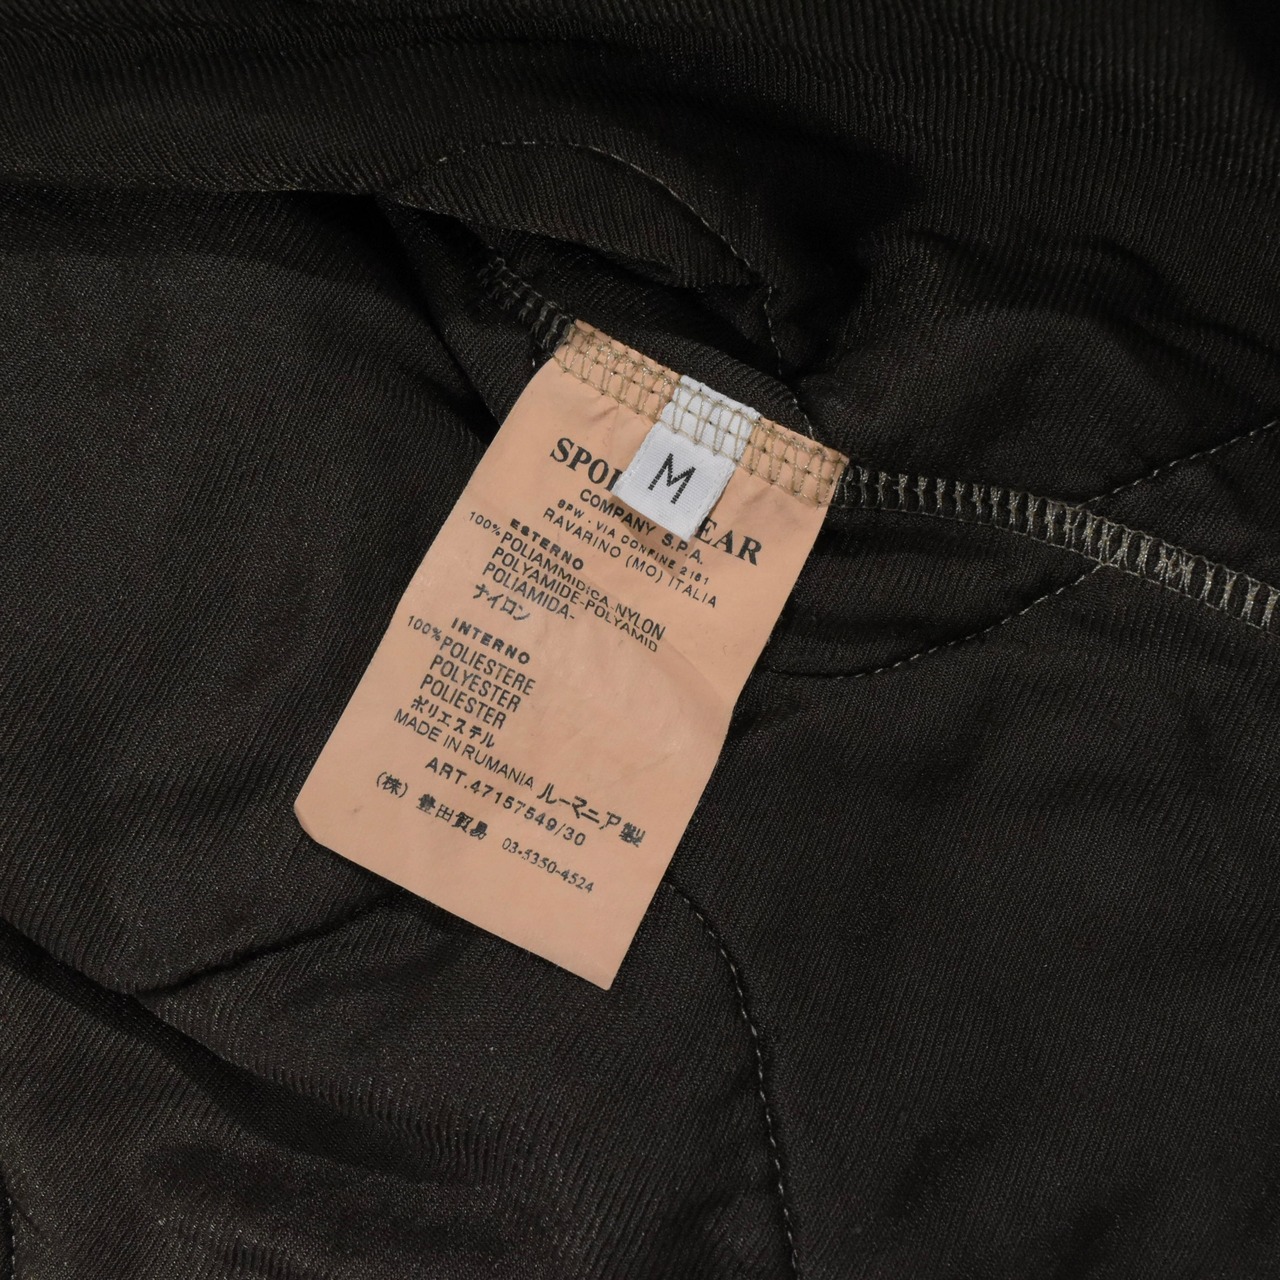 M
SPO EAR
COMPANY S.P.A.
SPW . VIA CONFINE 2161
RAVARINO (MO) ITALIA
ESTERNO
100% POLIAMMIDICA-NYLON
POLYAMIDE-POLYAMID
POLIAMIDA-
ナイロン
INTERNO
100% POLIESTERE
POLYESTER
POLIESTER
ポリエステル
MADE IN RUMANIA ルーマニア製
ART.47157549/30
(株) 豊田貿易 03-5350-4524